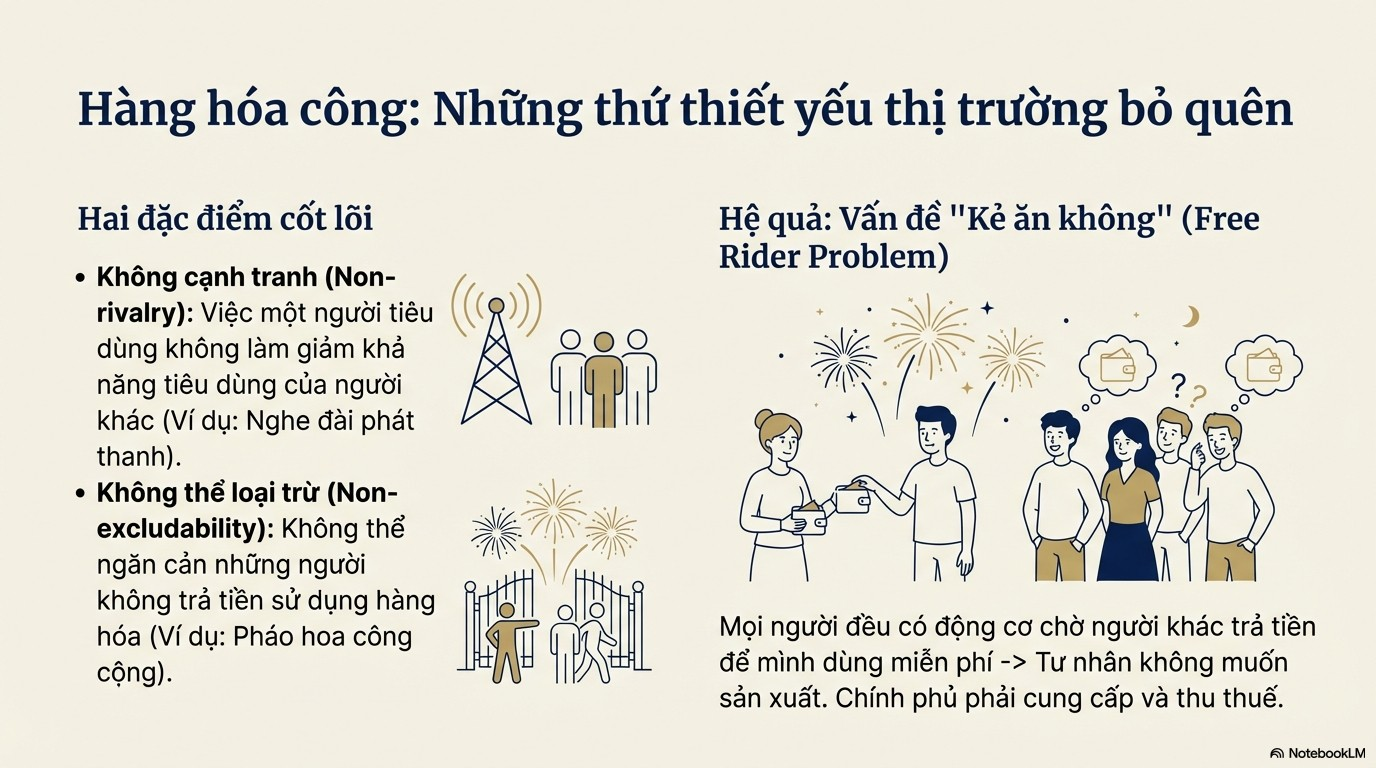 Hàng hóa công: Những thứ thiết yếu thị trường bỏ quên
Hai đặc điểm cốt lõi
• Không cạnh tranh (Non-
rivalry): Việc một người tiêu
dùng không làm giảm khả
năng tiêu dùng của người
khác (Ví dụ: Nghe đài phát
thanh).
• Không thể loại trừ (Non-
excludability): Không thể
ngăn cản những người
không trả tiền sử dụng hàng
hóa (Ví dụ: Pháo hoa công
cộng).
Hệ quả: Vấn đề "Kẻ ăn không" (Free
Rider Problem)
? ?
Mọi người đều có động cơ chờ người khác trả tiền
để mình dùng miễn phí -> Tư nhân không muốn
sản xuất. Chính phủ phải cung cấp và thu thuế.
NotebookLM